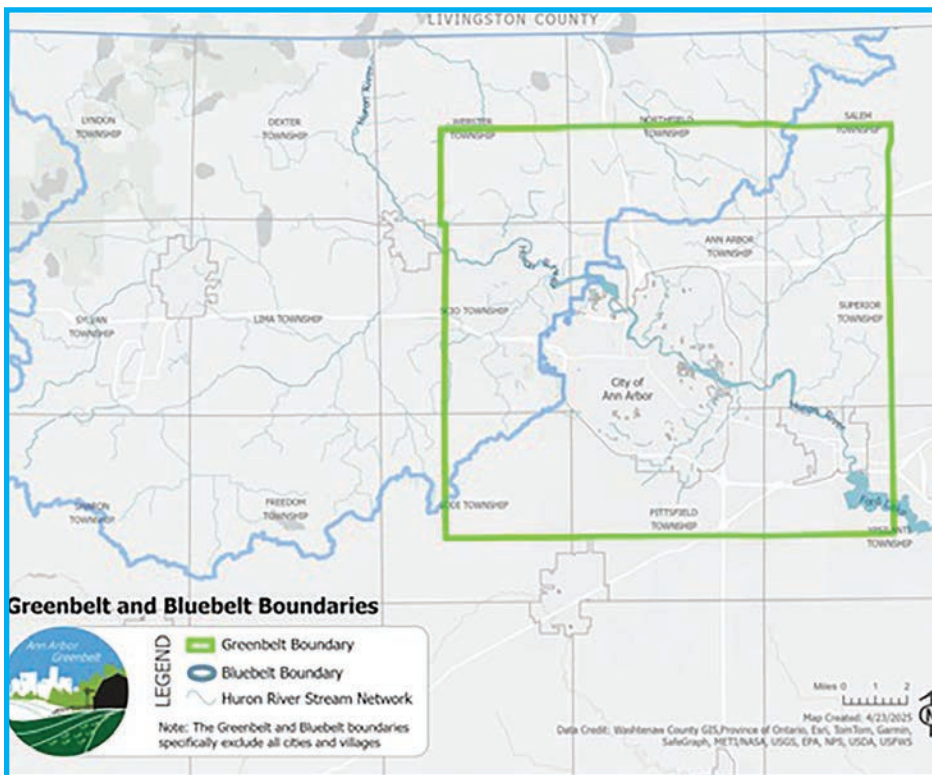 LIVINGSTON COUNTY
LYNDON
TOWNSHIP
DEXTER
TOWNSHIP
Huron River
WEBSTER
TOWNSHIP
NORTHFIELD
TOWNSHIP
SALEM
TOWNSHIP
Huron River
ANN ARBOR
TOWNSHIP
SYLVAN
TOWNSHIP
LIMA TOWNSHIP
SCIO TOWNSHIP
SUPERIOR
TOWNSHIP
City of
Ann Arbor
Huron River
SHARON
TOWNSHIP
FREEDOM
TOWNSHIP
LODI TOWNSHIP
PITTSFIELD
TOWNSHIP
Ford Lake
YPSILANTI
TOWNSHIP
Greenbelt and Bluebelt Boundaries
Ann Arbor
Greenbelt
LEGEND
Greenbelt Boundary
Bluebelt Boundary
Huron River Stream Network
Note: The Greenbelt and Bluebelt boundaries
specifically exclude all cities and villages
Miles 0 1 2
N
Map Created: 4/23/2025
Data Credit: Washtenaw County GIS,Province of Ontario, Esri, TomTom, Garmin,
SafeGraph, METI/NASA, USGS, EPA, NPS, USDA, USFWS